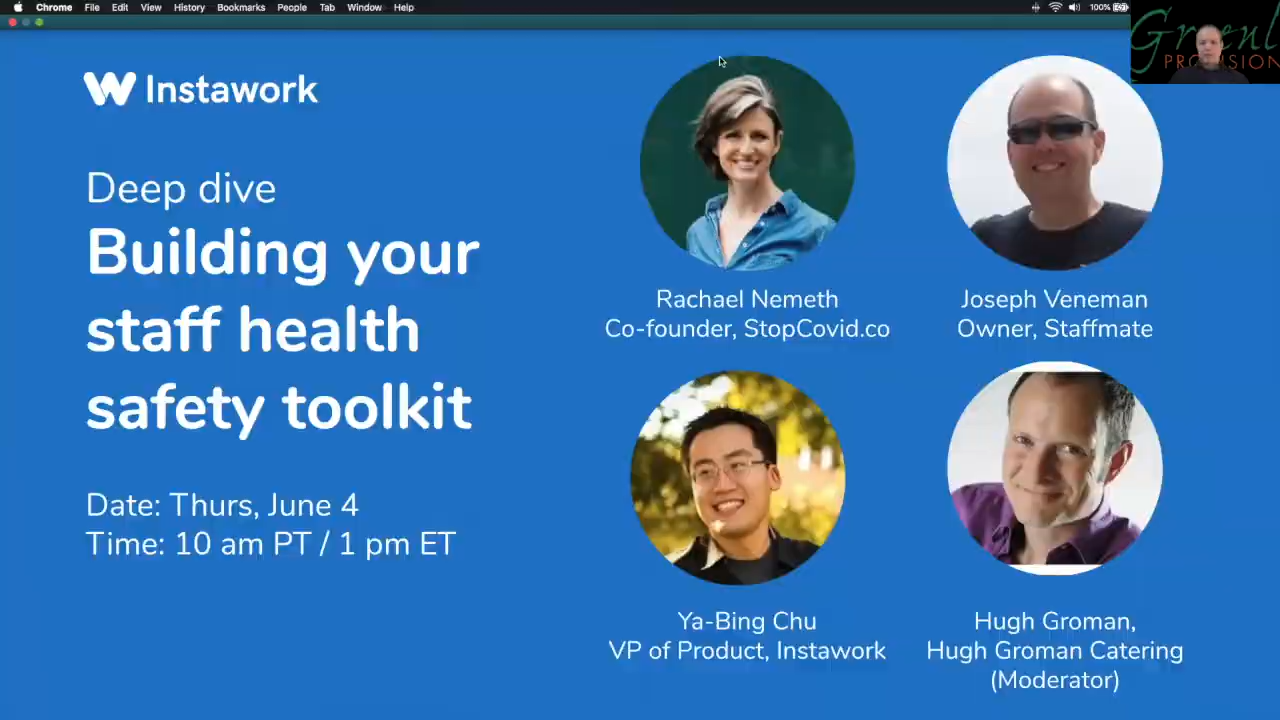 Chrome File Edit View History Bookmarks People Tab Window Help 100%
Instawork
Deep dive
Building your
staff health
safety toolkit
Date: Thurs, June 4
Time: 10 am PT / 1 pm ET
Rachael Nemeth
Co-founder, StopCovid.co
Joseph Veneman
Owner, Staffmate
Ya-Bing Chu
VP of Product, Instawork
Hugh Groman,
Hugh Groman Catering
(Moderator)